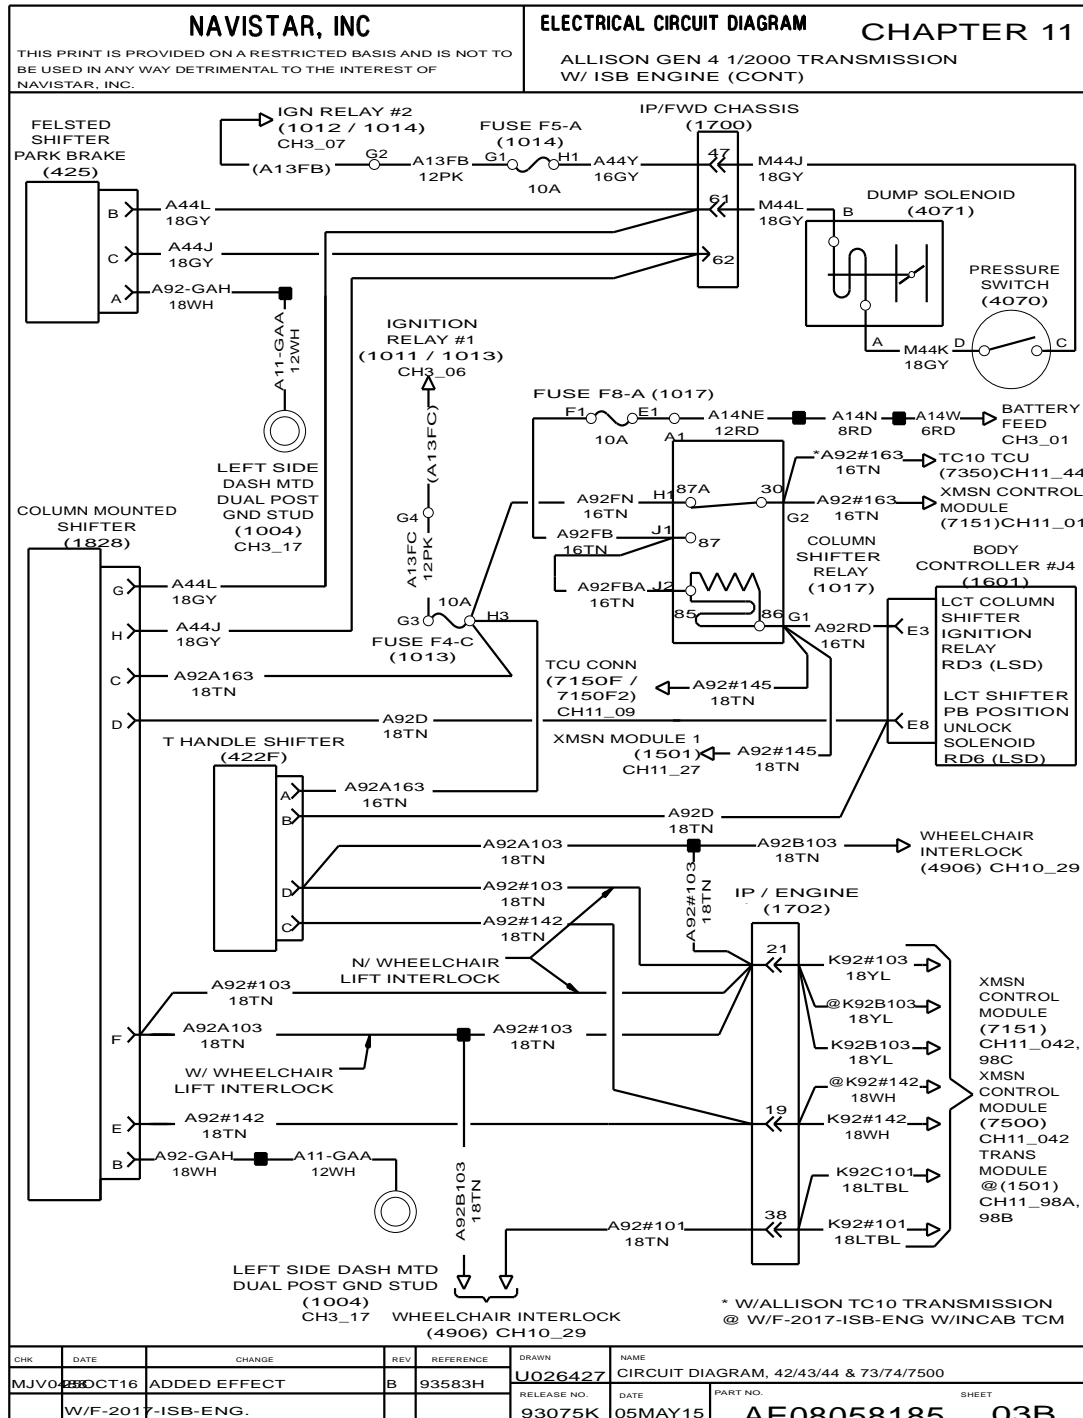 NAVISTAR, INC
THIS PRINT IS PROVIDED ON A RESTRICTED BASIS AND IS NOT TO
BE USED IN ANY WAY DETRIMENTAL TO THE INTEREST OF
NAVISTAR, INC.
ELECTRICAL CIRCUIT DIAGRAM
CHAPTER 11
ALLISON GEN 4 1/2000 TRANSMISSION
W/ ISB ENGINE (CONT)
FELSTED
SHIFTER
PARK BRAKE
(425)
B
C
A
A44L
18GY
A44J
18GY
A92-GAH
18WH
A11-GAA
12WH
LEFT SIDE
DASH MTD
DUAL POST
GND STUD
(1004)
CH3_17
IGN RELAY #2
(1012 / 1014)
CH3_07
(A13FB)
G2
A13FB
12PK
FUSE F5-A
(1014)
G1
H1
10A
A44Y
16GY
IP/FWD CHASSIS
(1700)
47
61
62
M44J
18GY
M44L
18GY
DUMP SOLENOID
(4071)
B
A
M44K
18GY
PRESSURE
SWITCH
(4070)
D
C
IGNITION
RELAY #1
(1011 / 1013)
CH3_06
(A13FC)
G4
A13FC
12PK
G3
10A
H3
FUSE F4-C
(1013)
FUSE F8-A (1017)
F1
E1
10A
A1
A14NE
12RD
A14N
8RD
A14W
6RD
BATTERY
FEED
CH3_01
*A92#163
16TN
TC10 TCU
(7350)CH11_44
A92#163
16TN
XMSN CONTROL
MODULE
(7151)CH11_01
A92FN
16TN
H1
87A
30
G2
A92FB
16TN
J1
87
A92FBA
16TN
J2
85
86
G1
COLUMN
SHIFTER
RELAY
(1017)
A92RD
16TN
BODY
CONTROLLER #J4
(1601)
E3
LCT COLUMN
SHIFTER
IGNITION
RELAY
RD3 (LSD)
E8
LCT SHIFTER
PB POSITION
UNLOCK
SOLENOID
RD6 (LSD)
TCU CONN
(7150F /
7150F2)
CH11_09
A92#145
18TN
XMSN MODULE 1
(1501)
CH11_27
A92#145
18TN
COLUMN MOUNTED
SHIFTER
(1828)
G
A44L
18GY
H
A44J
18GY
C
A92A163
18TN
D
A92D
18TN
T HANDLE SHIFTER
(422F)
A
B
D
C
A92A163
16TN
A92D
18TN
A92A103
18TN
A92B103
18TN
WHEELCHAIR
INTERLOCK
(4906) CH10_29
A92#103
18TN
A92#103
18TN
A92#142
18TN
N/ WHEELCHAIR
LIFT INTERLOCK
IP / ENGINE
(1702)
21
19
38
F
A92#103
18TN
A92A103
18TN
A92#103
18TN
W/ WHEELCHAIR
LIFT INTERLOCK
E
A92#142
18TN
B
A92-GAH
18WH
A11-GAA
12WH
A92B103
18TN
A92#101
18TN
K92#103
18YL
@K92B103
18YL
K92B103
18YL
@K92#142
18WH
K92#142
18WH
K92C101
18LTBL
K92#101
18LTBL
XMSN
CONTROL
MODULE
(7151)
CH11_042,
98C
XMSN
CONTROL
MODULE
(7500)
CH11_042
TRANS
MODULE
@(1501)
CH11_98A,
98B
LEFT SIDE DASH MTD
DUAL POST GND STUD
(1004)
CH3_17
WHEELCHAIR INTERLOCK
(4906) CH10_29
* W/ALLISON TC10 TRANSMISSION
@ W/F-2017-ISB-ENG W/INCAB TCM
CHK
DATE
CHANGE
REV
REFERENCE
ADDED EFFECT
B
93583H
W/F-2017-ISB-ENG.
DRAWN
U026427
NAME
CIRCUIT DIAGRAM, 42/43/44 & 73/74/7500
RELEASE NO.
93075K
DATE
05MAY15
PART NO.
AE08058185
SHEET
03B